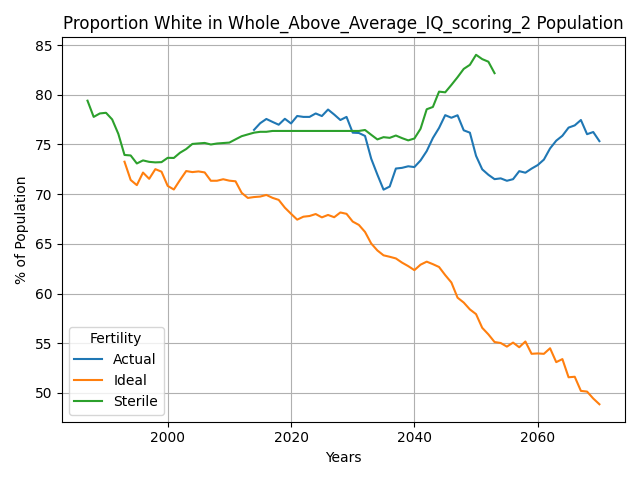 Proportion White in Whole_Above_Average_IQ_scoring_2 Population
% of Population
85
80
75
70
65
60
55
50
Fertility
Actual
Ideal
Sterile
2000 2020 2040 2060
Years